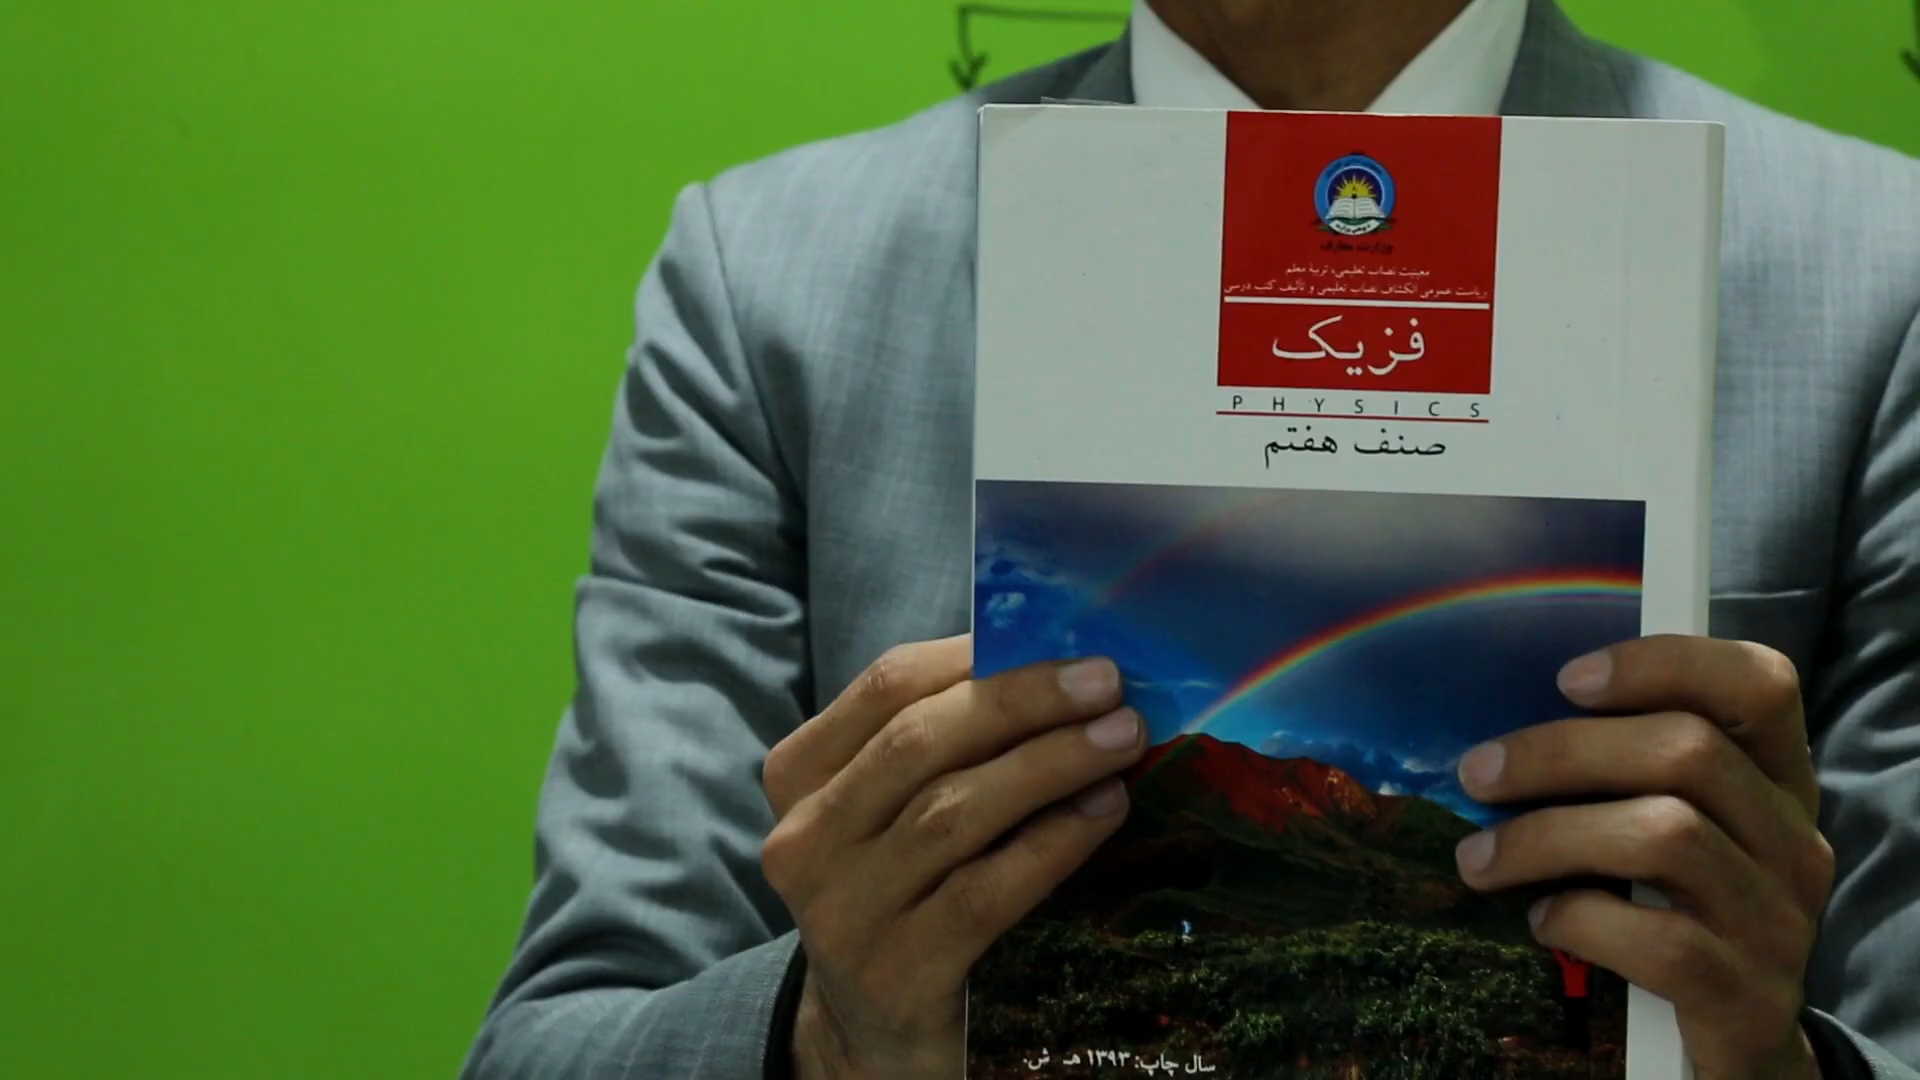 وزارت معارف
معینیت نصاب تعلیمی، تربیۀ معلم
ریاست عمومی انکشاف نصاب تعلیمی و تألیف کتب درسی
فزیک
PHYSICS
صنف هفتم
سال چاپ: ۱۳۹۳ هـ ش.